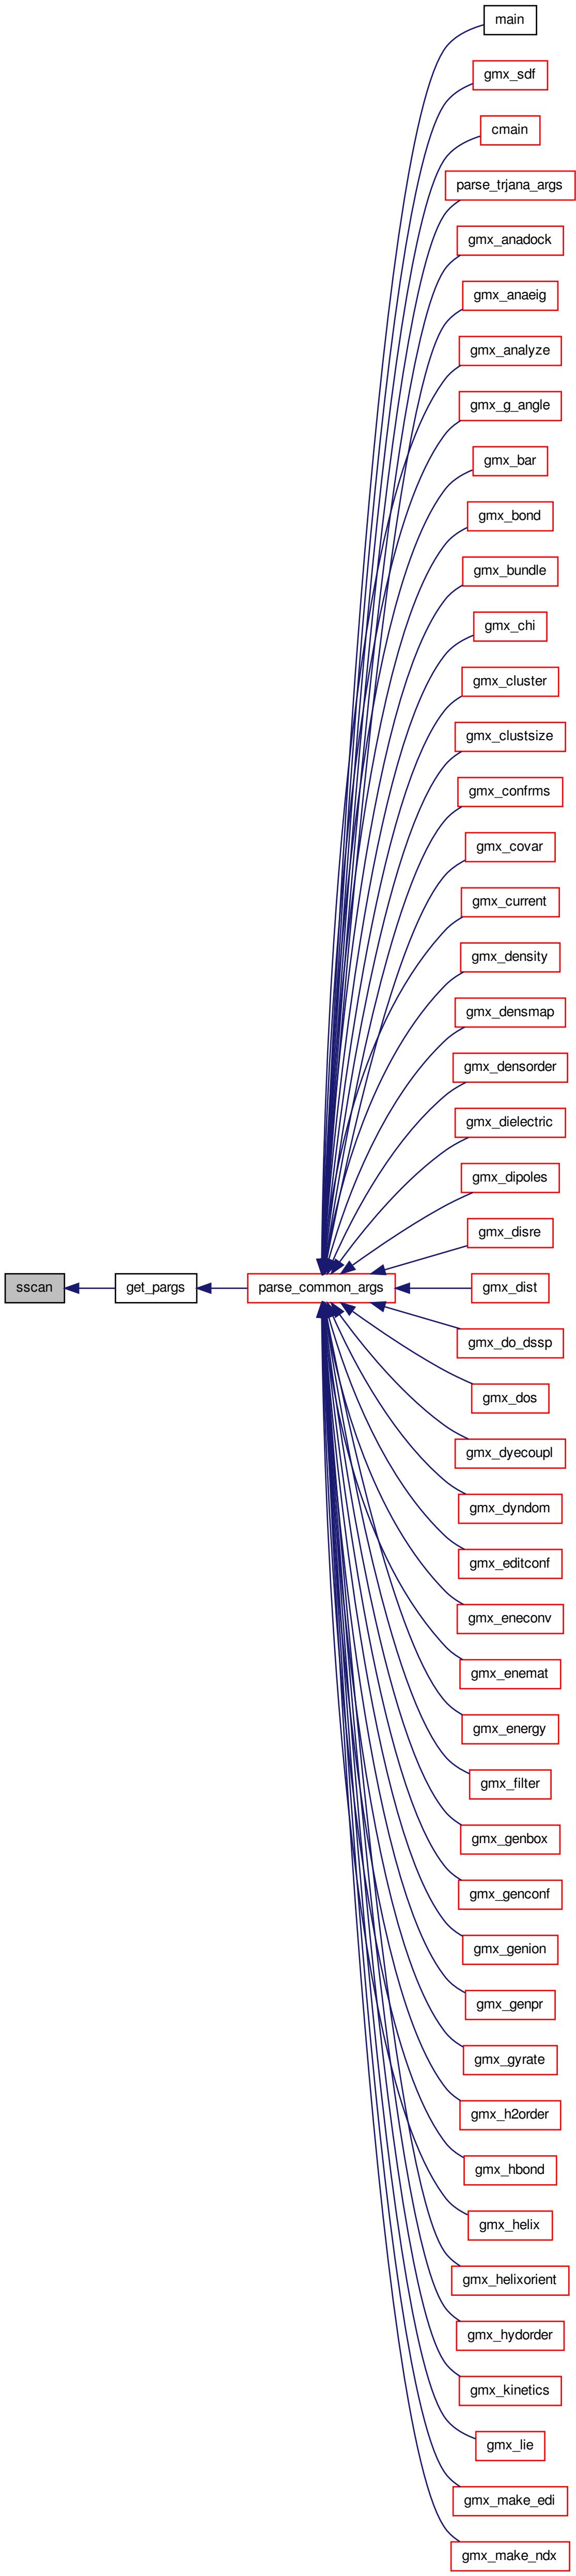 main
gmx_sdf
cmain
parse_trjana_args
gmx_anadock
gmx_anaeig
gmx_analyze
gmx_g_angle
gmx_bar
gmx_bond
gmx_bundle
gmx_chi
gmx_cluster
gmx_clustsize
gmx_confrms
gmx_covar
gmx_current
gmx_density
gmx_densmap
gmx_densorder
gmx_dielectric
gmx_dipoles
gmx_disre
sscan get_pargs parse_common_args gmx_dist
gmx_do_dssp
gmx_dos
gmx_dyecoupl
gmx_dyndom
gmx_editconf
gmx_eneconv
gmx_enemat
gmx_energy
gmx_filter
gmx_genbox
gmx_genconf
gmx_genion
gmx_genpr
gmx_gyrate
gmx_h2order
gmx_hbond
gmx_helix
gmx_helixorient
gmx_hydorder
gmx_kinetics
gmx_lie
gmx_make_edi
gmx_make_ndx